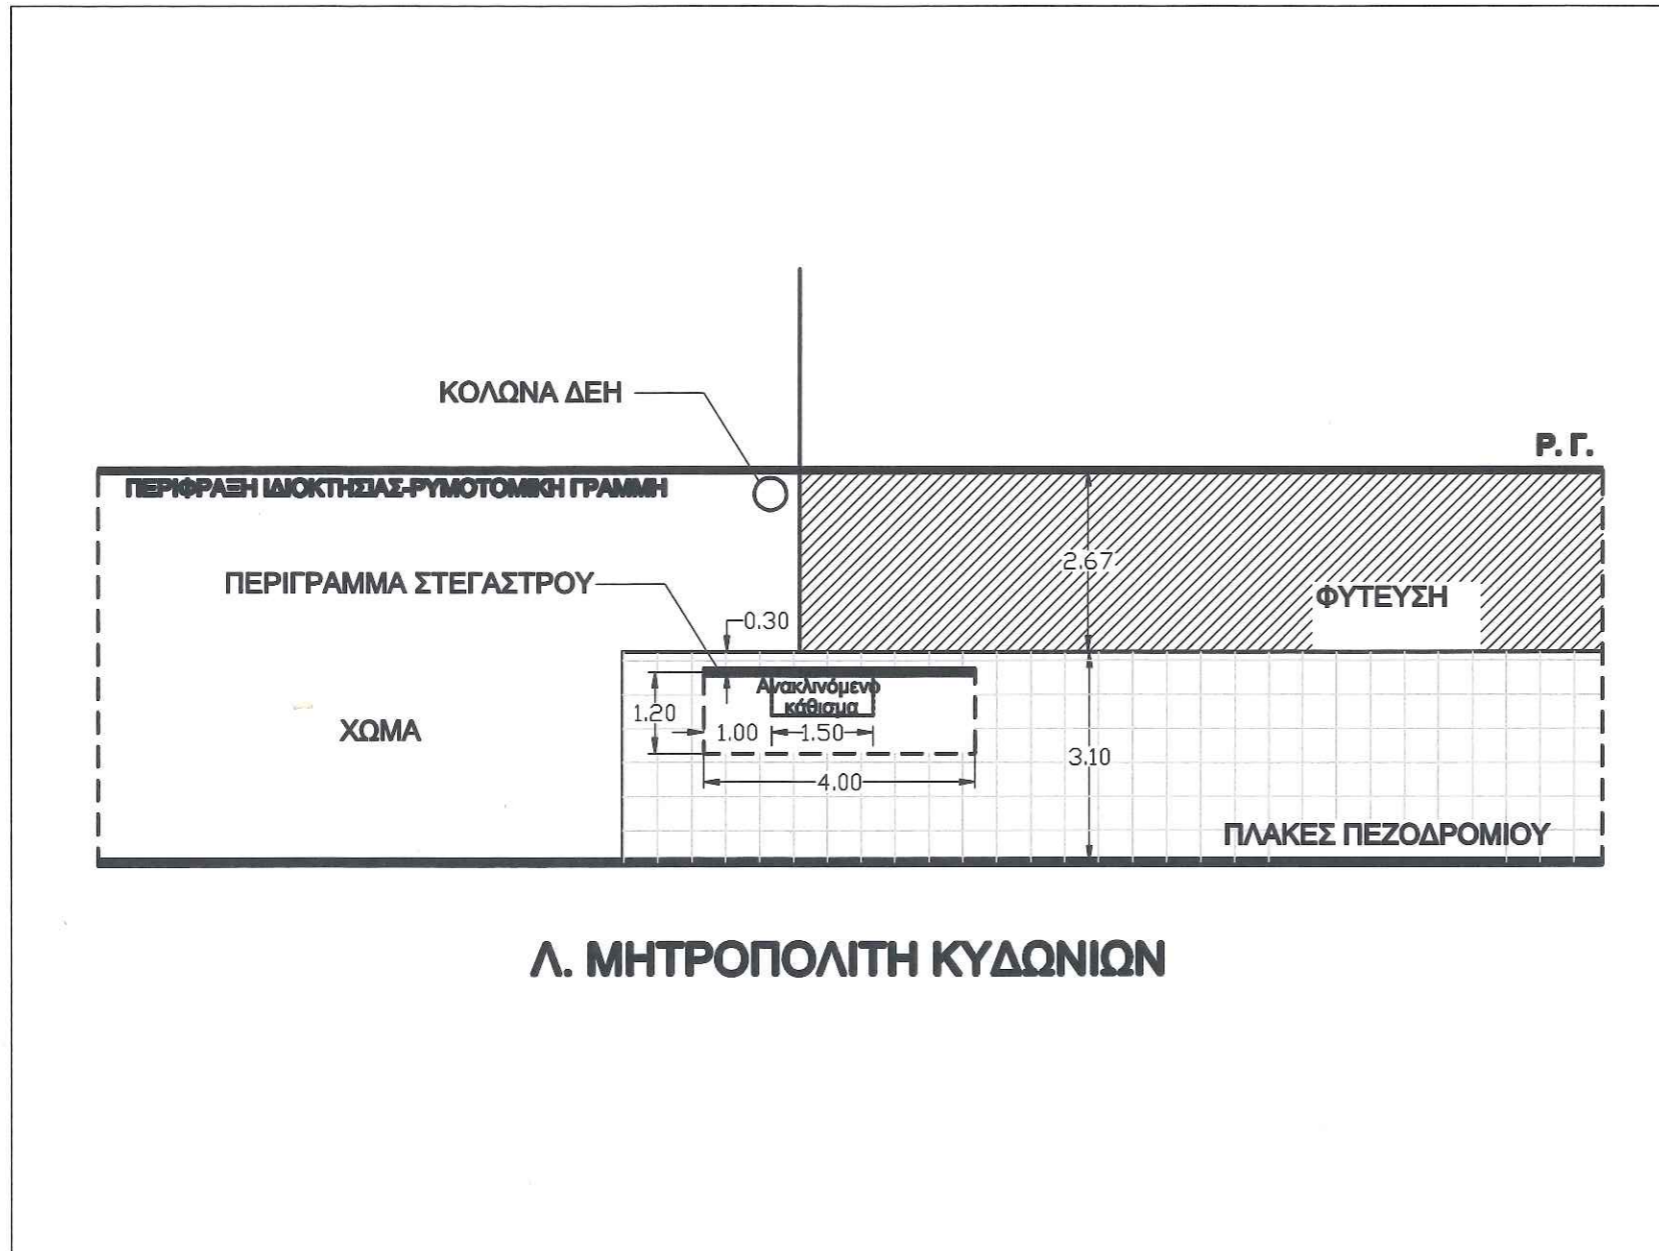 ΚΟΛΩΝΑ ΔΕΗ
Ρ. Γ.
ΠΕΡΙΦΡΑΞΗ ΙΔΙΟΚΤΗΣΙΑΣ-ΡΥΜΟΤΟΜΙΚΗ ΓΡΑΜΜΗ
2.67
ΠΕΡΙΓΡΑΜΜΑ ΣΤΕΓΑΣΤΡΟΥ
ΦΥΤΕΥΣΗ
0.30
Ανακλινόμενο
κάθισμα
1.20
1.00
1.50
ΧΩΜΑ
3.10
4.00
ΠΛΑΚΕΣ ΠΕΖΟΔΡΟΜΙΟΥ
Λ. ΜΗΤΡΟΠΟΛΙΤΗ ΚΥΔΩΝΙΩΝ